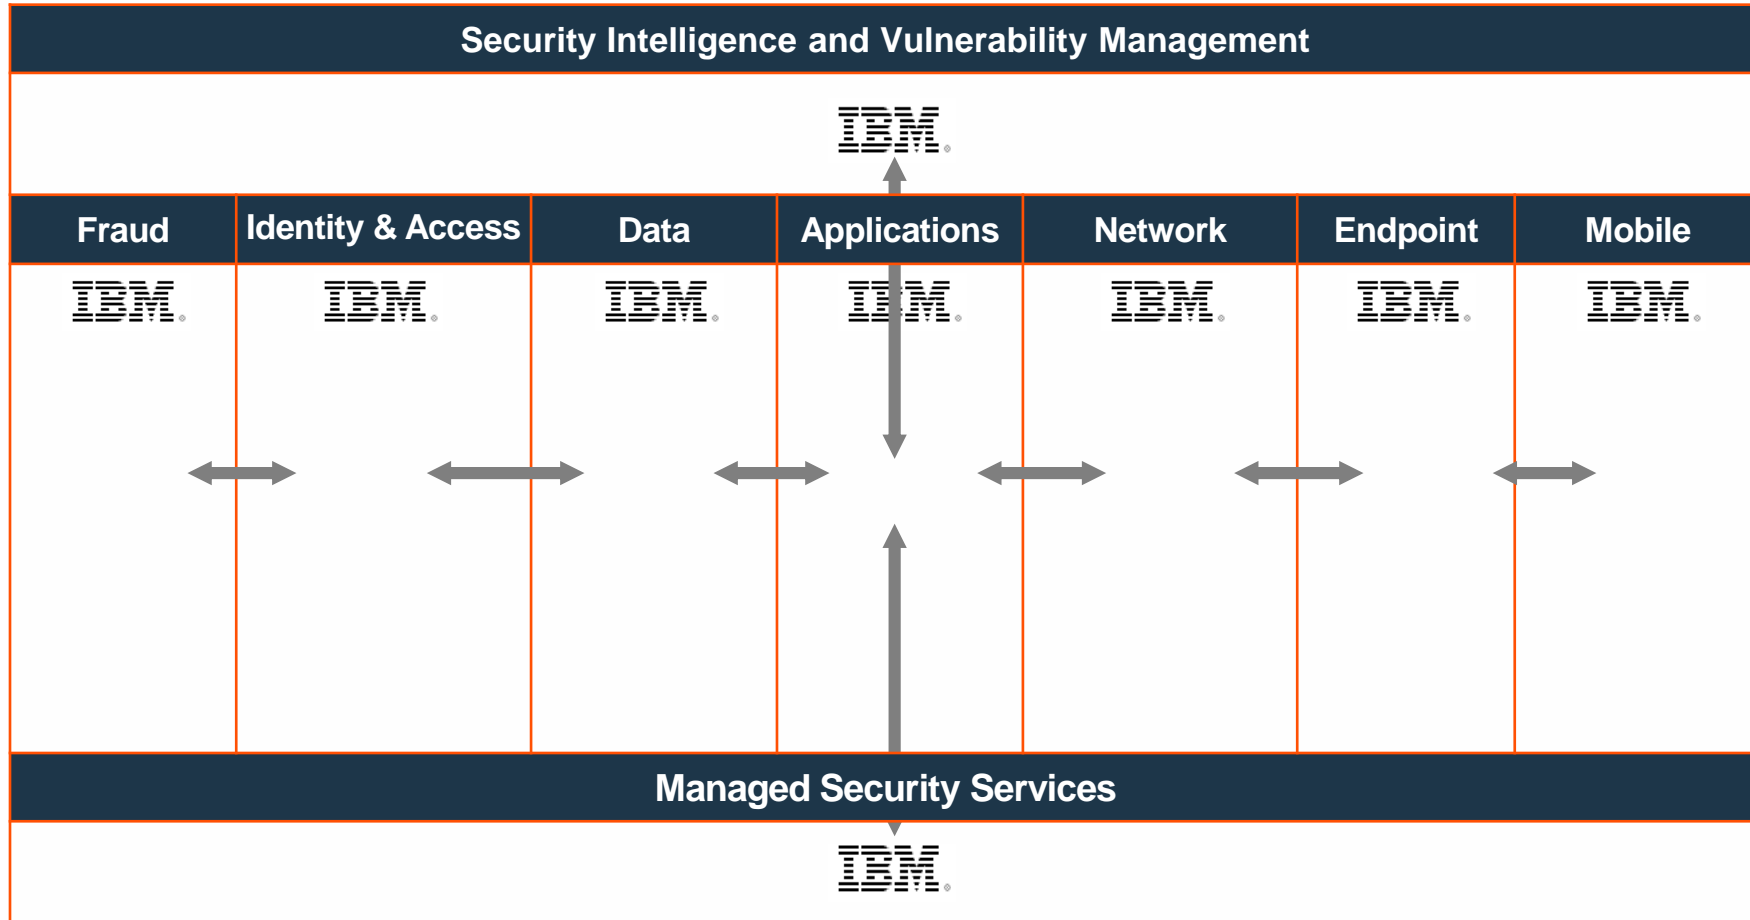 Security Intelligence and Vulnerability Management
IBM®
Fraud
Identity & Access
Data
Applications
Network
Endpoint
Mobile
IBM®
IBM®
IBM®
IBM®
IBM®
IBM®
IBM®
Managed Security Services
IBM®